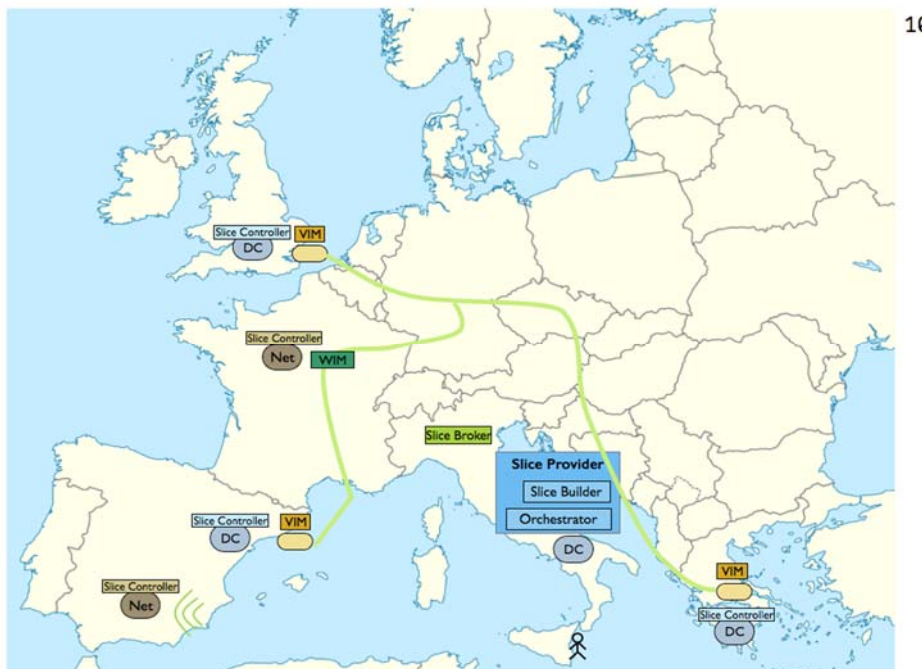 Slice Controller
VIM
DC
Slice Controller
Net
WIM
Slice Broker
Slice Provider
Slice Builder
Orchestrator
DC
Slice Controller
VIM
DC
Slice Controller
Net
VIM
Slice Controller
DC